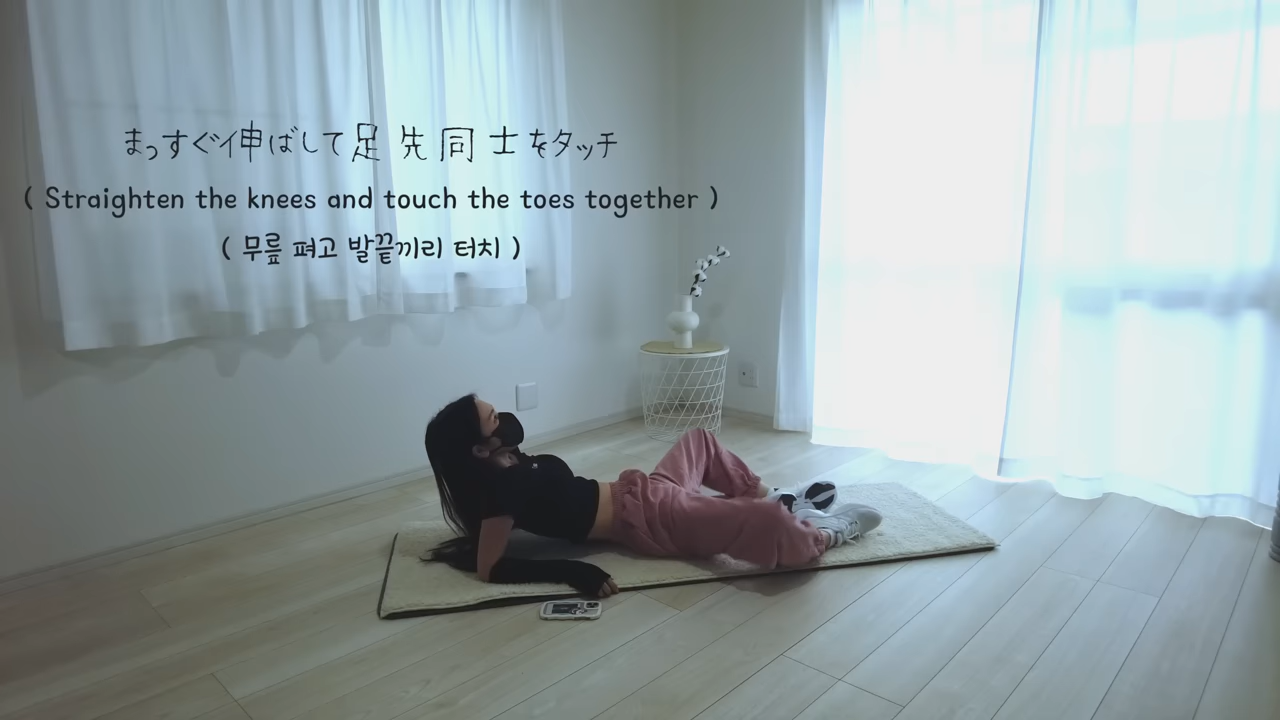 まっすぐ伸ばして足先同士をタッチ
( Straighten the knees and touch the toes together )
( 무릎 펴고 발끝끼리 터치 )